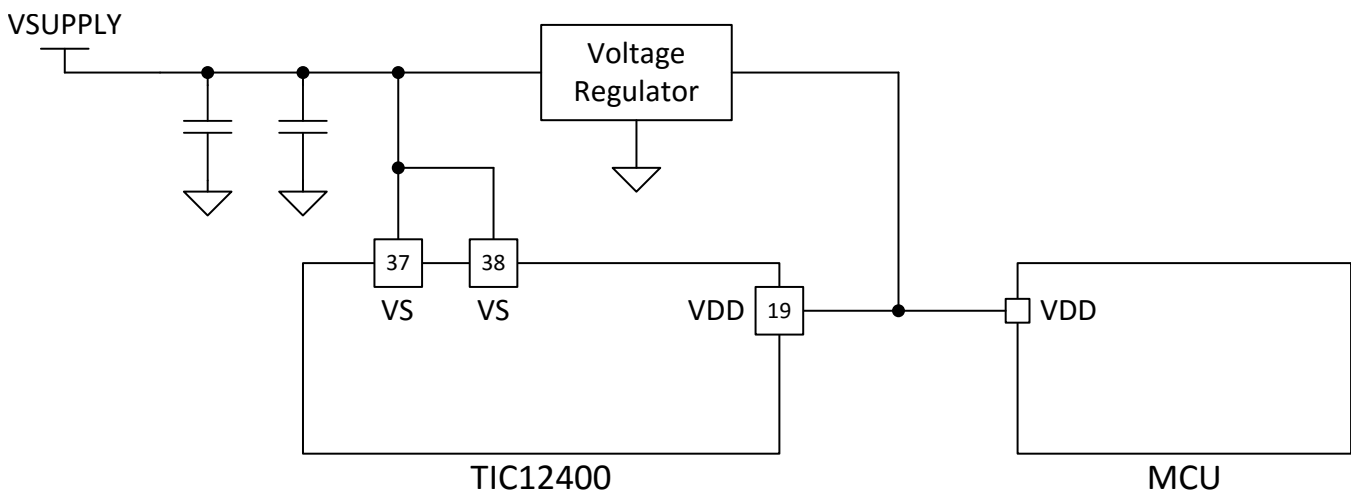 VSUPPLY
Voltage
Regulator
37
38
VS
VS
VDD
19
VDD
TIC12400
MCU